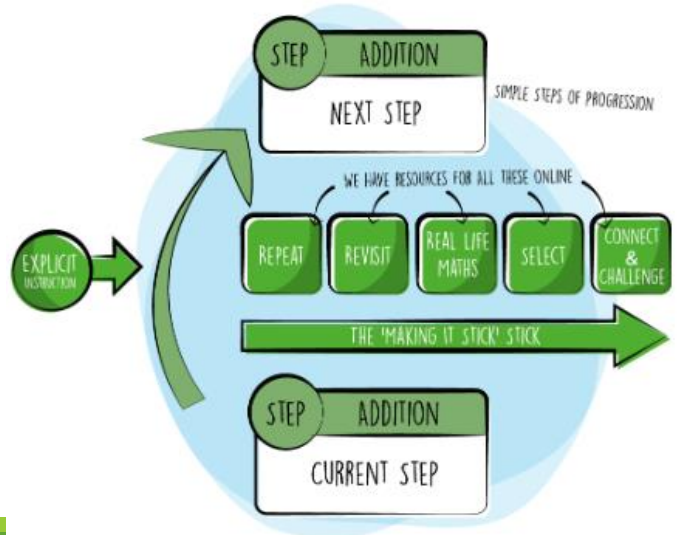 STEP
ADDITION
NEXT STEP
SIMPLE STEPS OF PROGRESSION
WE HAVE RESOURCES FOR ALL THESE ONLINE
EXPLICIT
INSTRUCTION
REPEAT
REVISIT
REAL LIFE
MATHS
SELECT
CONNECT
&
CHALLENGE
THE 'MAKING IT STICK' STICK
STEP
ADDITION
CURRENT STEP